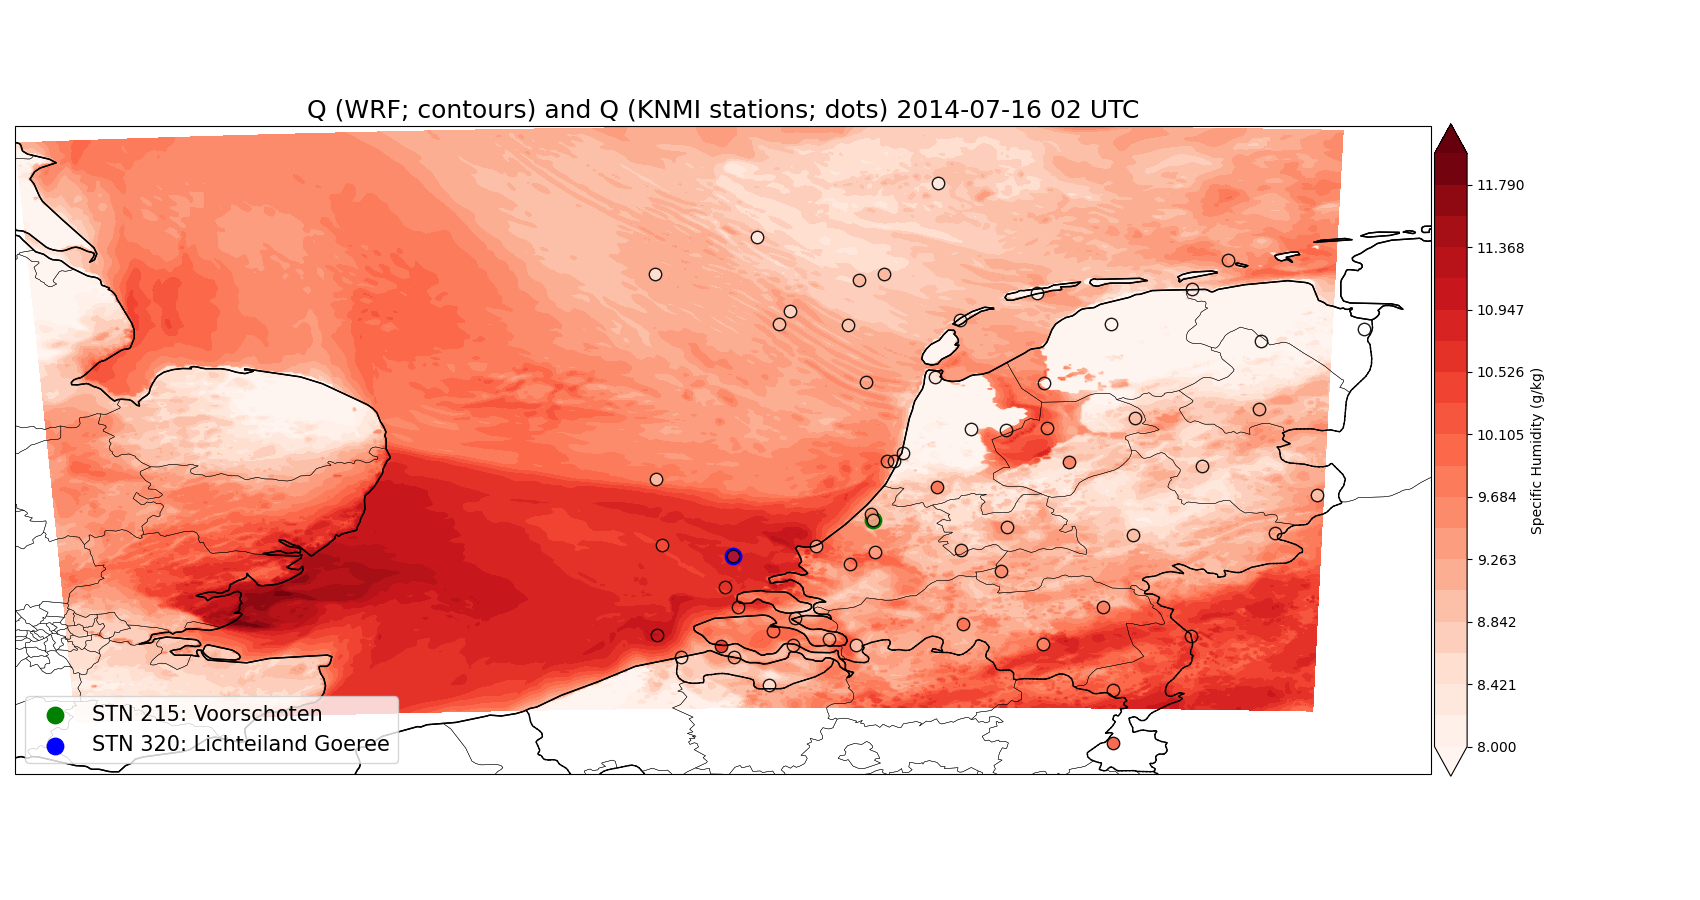 Q (WRF; contours) and Q (KNMI stations; dots) 2014-07-16 02 UTC
11.790
11.368
10.947
10.526
10.105
9.684
9.263
8.842
8.421
8.000
Specific Humidity (g/kg)
STN 215: Voorschoten
STN 320: Lichteiland Goeree